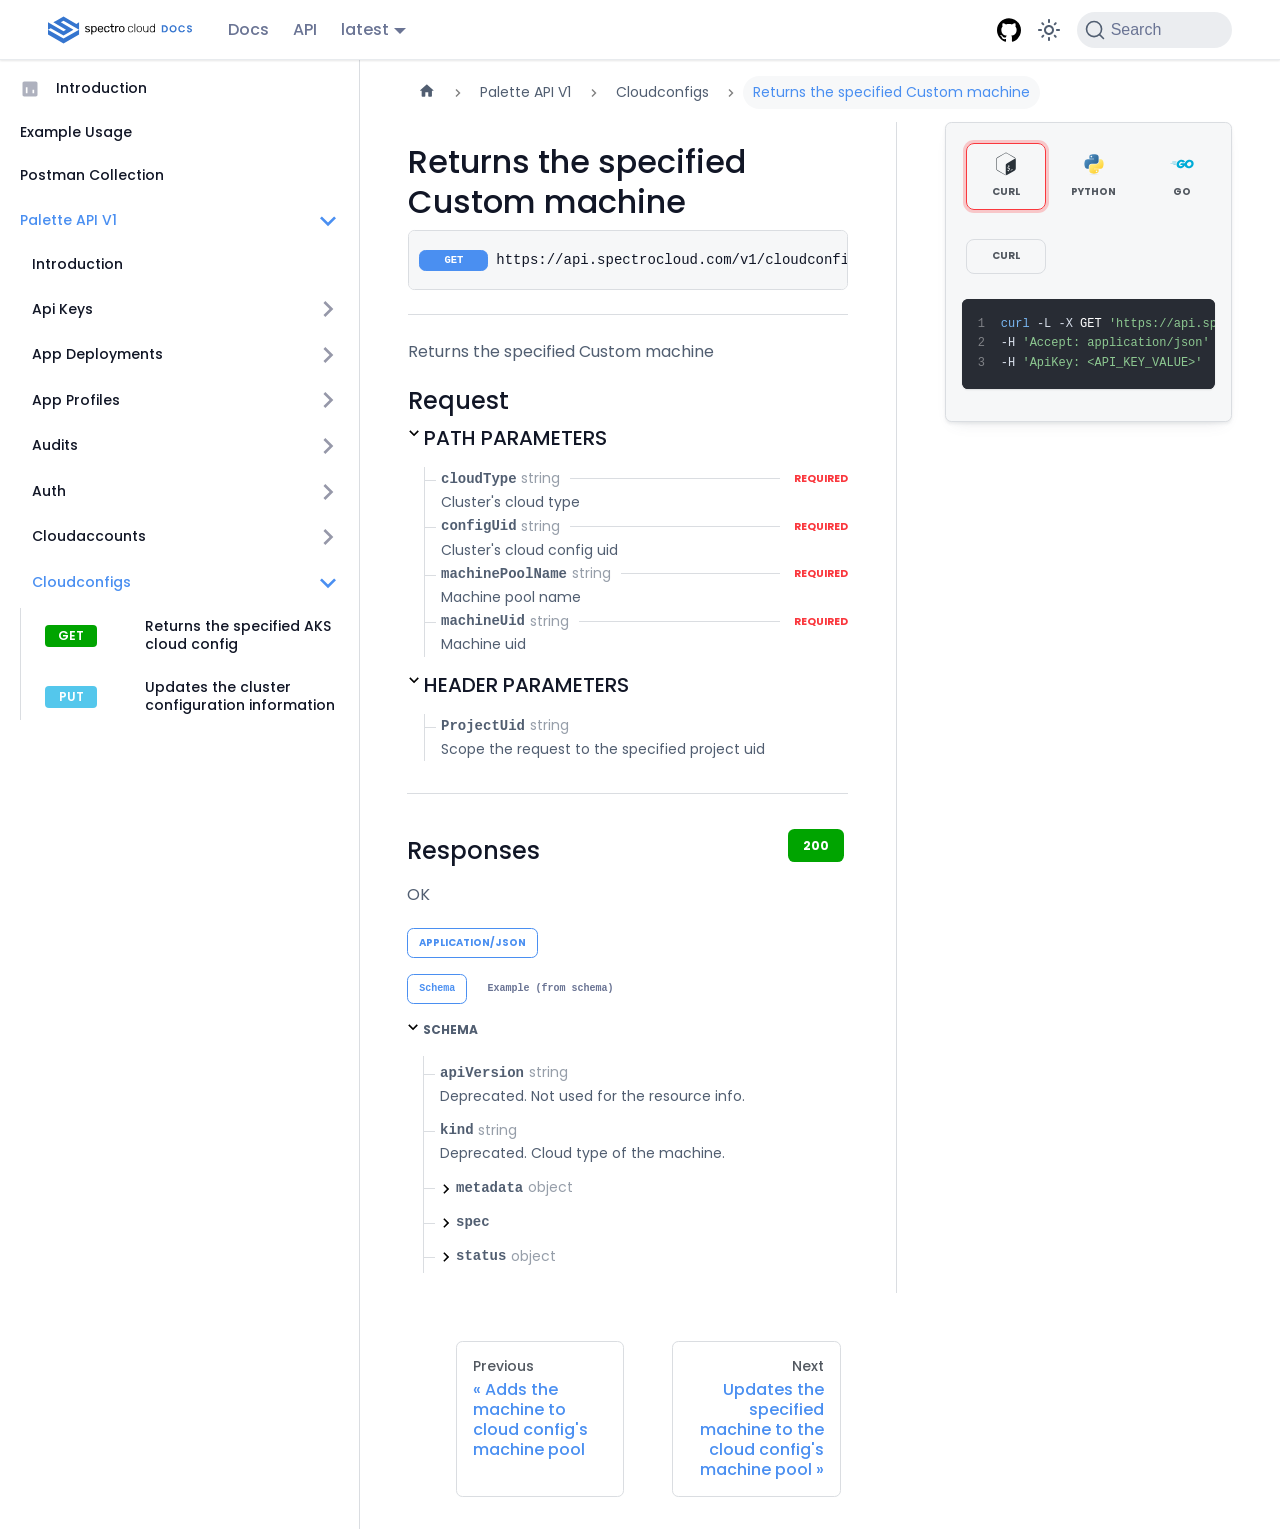 spectro cloud DOCS
Docs
API
latest
Search
Introduction
Example Usage
Postman Collection
Palette API V1
Introduction
Api Keys
App Deployments
App Profiles
Audits
Auth
Cloudaccounts
Cloudconfigs
GET
Returns the specified AKS
cloud config
PUT
Updates the cluster
configuration information
Palette API V1
Cloudconfigs
Returns the specified Custom machine
Returns the specified
Custom machine
GET
https://api.spectrocloud.com/v1/cloudconfi
Returns the specified Custom machine
Request
PATH PARAMETERS
cloudType string REQUIRED
Cluster's cloud type
configUid string REQUIRED
Cluster's cloud config uid
machinePoolName string REQUIRED
Machine pool name
machineUid string REQUIRED
Machine uid
HEADER PARAMETERS
ProjectUid string
Scope the request to the specified project uid
Responses
200
OK
APPLICATION/JSON
Schema
Example (from schema)
SCHEMA
apiVersion string
Deprecated. Not used for the resource info.
kind string
Deprecated. Cloud type of the machine.
metadata object
spec
status object
CURL
PYTHON
GO
CURL
1 curl -L -X GET 'https://api.sp
2 -H 'Accept: application/json'
3 -H 'ApiKey: <API_KEY_VALUE>'
Previous
« Adds the
machine to
cloud config's
machine pool
Next
Updates the
specified
machine to the
cloud config's
machine pool »